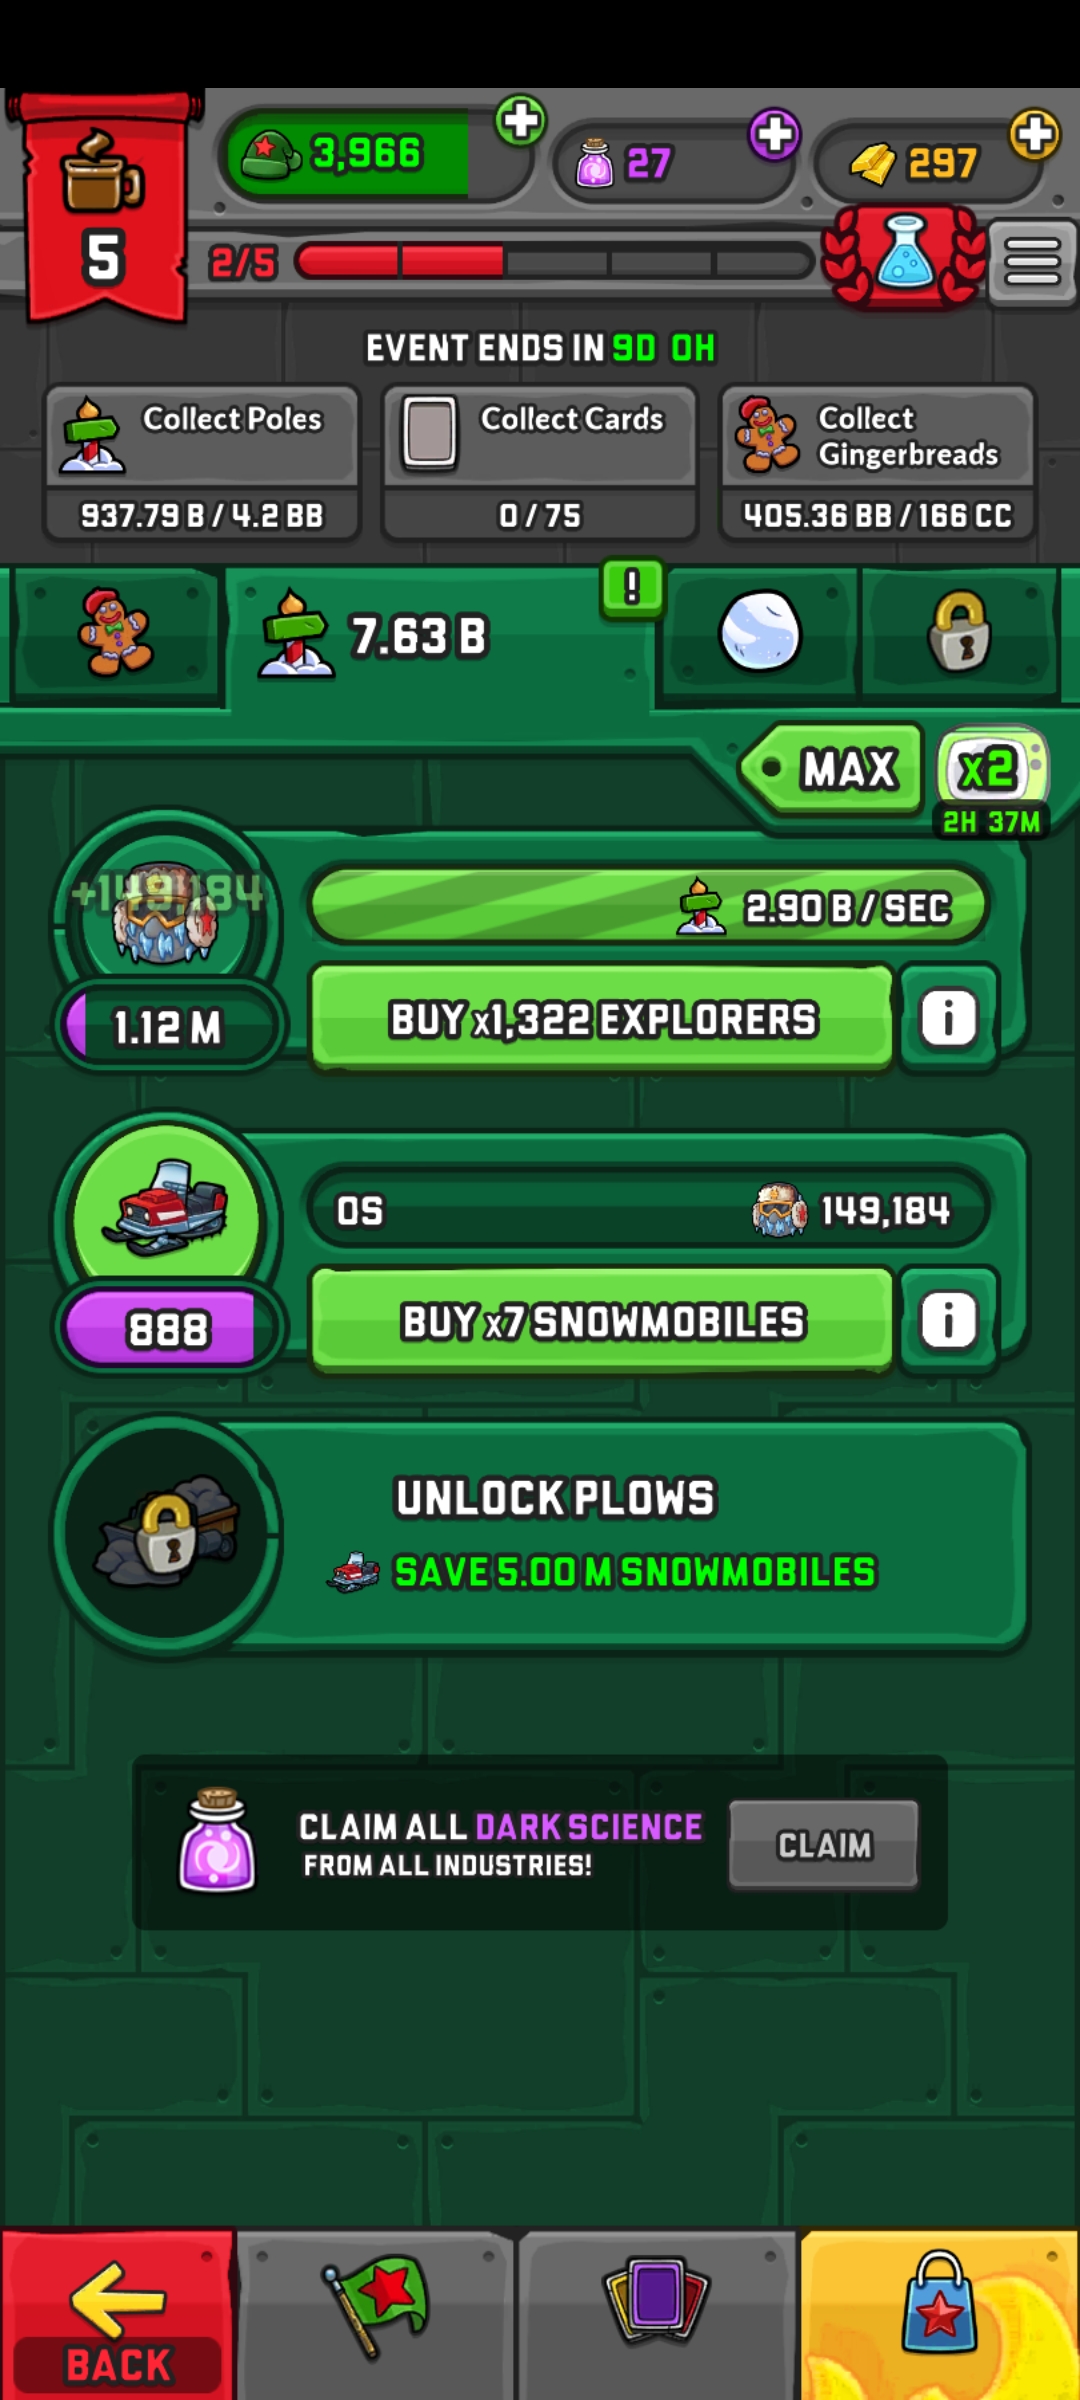 3,966
27
297
5
2/5
EVENT ENDS IN 9D 0H
Collect Poles
Collect Cards
Collect
Gingerbreads
937.79 B / 4.2 BB
0 / 75
405.36 BB / 166 CC
7.63 B
!
MAX
x2
2H 37M
+149,184
2.90 B / SEC
1.12 M
BUY x1,322 EXPLORERS
i
0S
149,184
888
BUY x7 SNOWMOBILES
i
UNLOCK PLOWS
SAVE 5.00 M SNOWMOBILES
CLAIM ALL DARK SCIENCE
FROM ALL INDUSTRIES!
CLAIM
BACK